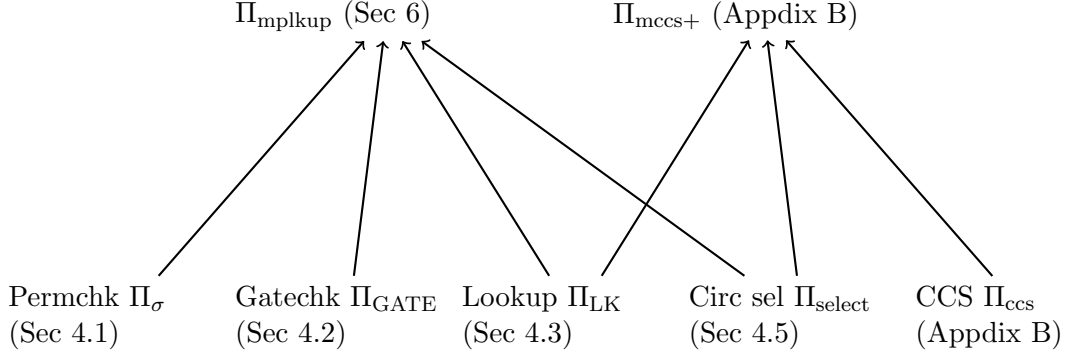 Π_mplkup (Sec 6)
Π_mccs+ (Appdix B)
Permchk Π_σ
(Sec 4.1)
Gatechk Π_GATE
(Sec 4.2)
Lookup Π_LK
(Sec 4.3)
Circ sel Π_select
(Sec 4.5)
CCS Π_ccs
(Appdix B)